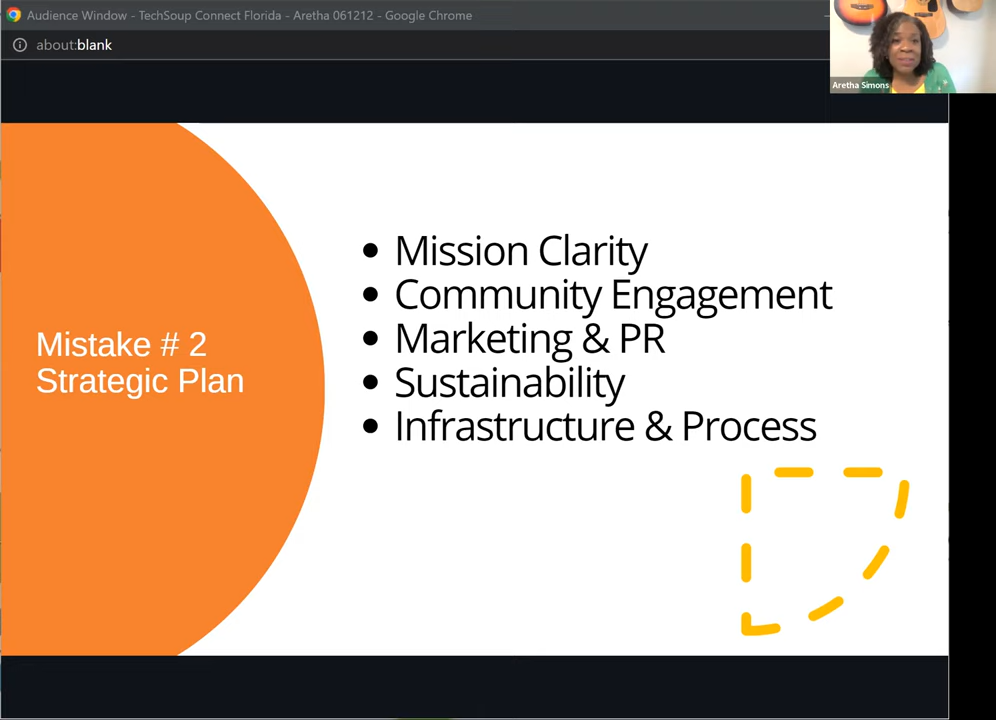 Audience Window - TechSoup Connect Florida - Aretha 061212 - Google Chrome
about:blank
Aretha Simons
Mistake # 2
Strategic Plan
• Mission Clarity
• Community Engagement
• Marketing & PR
• Sustainability
• Infrastructure & Process